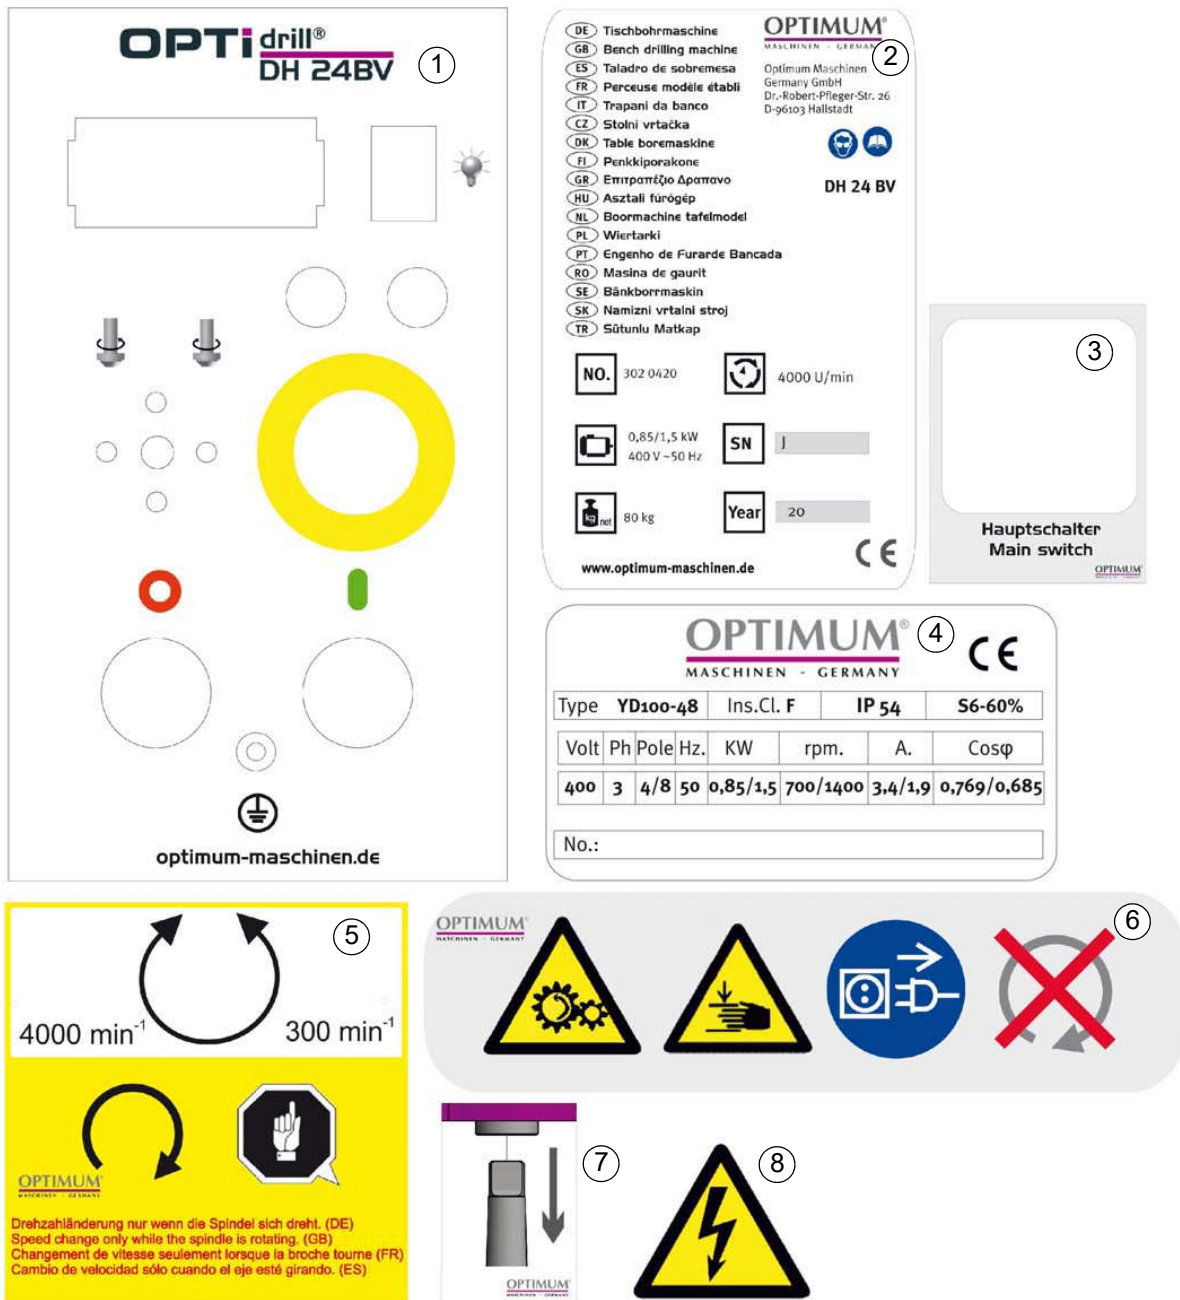 OPTi drill®
DH 24BV
1
optimum-maschinen.de
DE Tischbohrmaschine
GB Bench drilling machine
ES Taladro de sobremesa
FR Perceuse modèle établi
IT Trapani da banco
CZ Stolní vrtačka
DK Table boremaskine
FI Penkkiporakone
GR Επιτραπέζιο Δραπανο
HU Asztali fúrógép
NL Boormachine tafelmodel
PL Wiertarki
PT Engenho de Furarde Bancada
RO Masina de gaurit
SE Bänkborrmaskin
SK Namizni vrtalni stroj
TR Sütunlu Matkap
OPTIMUM®
MASCHINEN - GERMANY
2
Optimum Maschinen
Germany GmbH
Dr.-Robert-Pfleger-Str. 26
D-96103 Hallstadt
DH 24 BV
NO. 302 0420
4000 U/min
0,85/1,5 kW
400 V ~50 Hz
SN J
kg net 80 kg
Year 20
www.optimum-maschinen.de
CE
3
Hauptschalter
Main switch
OPTIMUM
OPTIMUM®
MASCHINEN - GERMANY
4
CE
Type YD100-48 Ins.Cl. F IP 54 S6-60%
Volt Ph Pole Hz. KW rpm. A. Cosφ
400 3 4/8 50 0,85/1,5 700/1400 3,4/1,9 0,769/0,685
No.:
5
4000 min⁻¹ 300 min⁻¹
OPTIMUM
MASCHINEN - GERMANY
Drehzahländerung nur wenn die Spindel sich dreht. (DE)
Speed change only while the spindle is rotating. (GB)
Changement de vitesse seulement lorsque la broche tourne (FR)
Cambio de velocidad sólo cuando el eje esté girando. (ES)
OPTIMUM
MASCHINEN - GERMANY
6
7
OPTIMUM
8